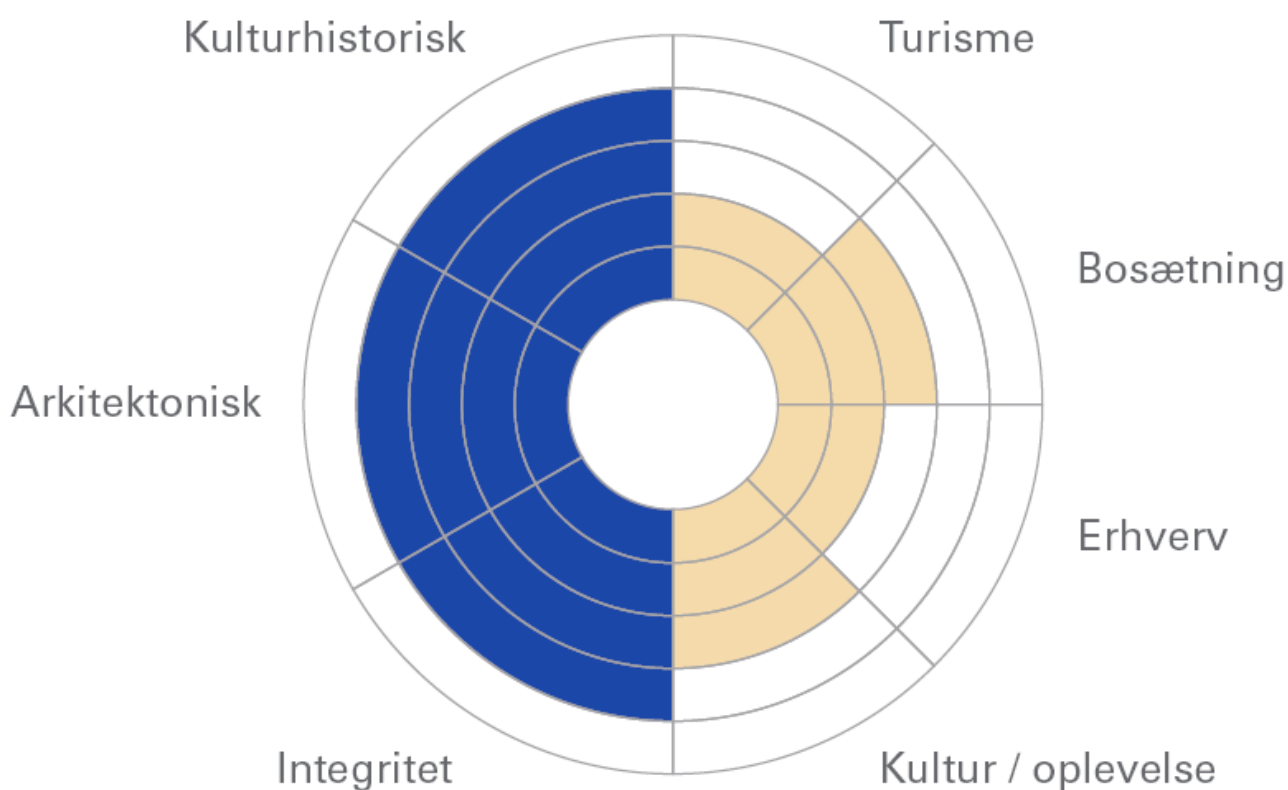 Kulturhistorisk
Turisme
Bosætning
Arkitektonisk
Erhverv
Integritet
Kultur / oplevelse